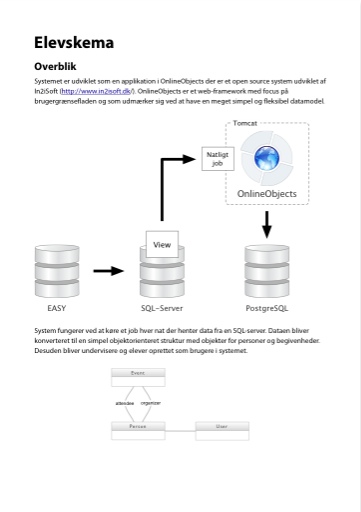 Elevskema
Overblik
Systemet er udviklet som en applikation i OnlineObjects der er et open source system udviklet af
In2iSoft (http://www.in2isoft.dk/). OnlineObjects er et web-framework med focus på
brugergrænsefladen og som udmærker sig ved at have en meget simpel og fleksibel datamodel.
Tomcat
Natligt
job
OnlineObjects
View
EASY
SQL-Server
PostgreSQL
System fungerer ved at køre et job hver nat der henter data fra en SQL-server. Dataen bliver
konverteret til en simpel objektorienteret struktur med objekter for personer og begivenheder.
Desuden bliver undervisere og elever oprettet som brugere i systemet.
Event
attendee
organizer
Person
User